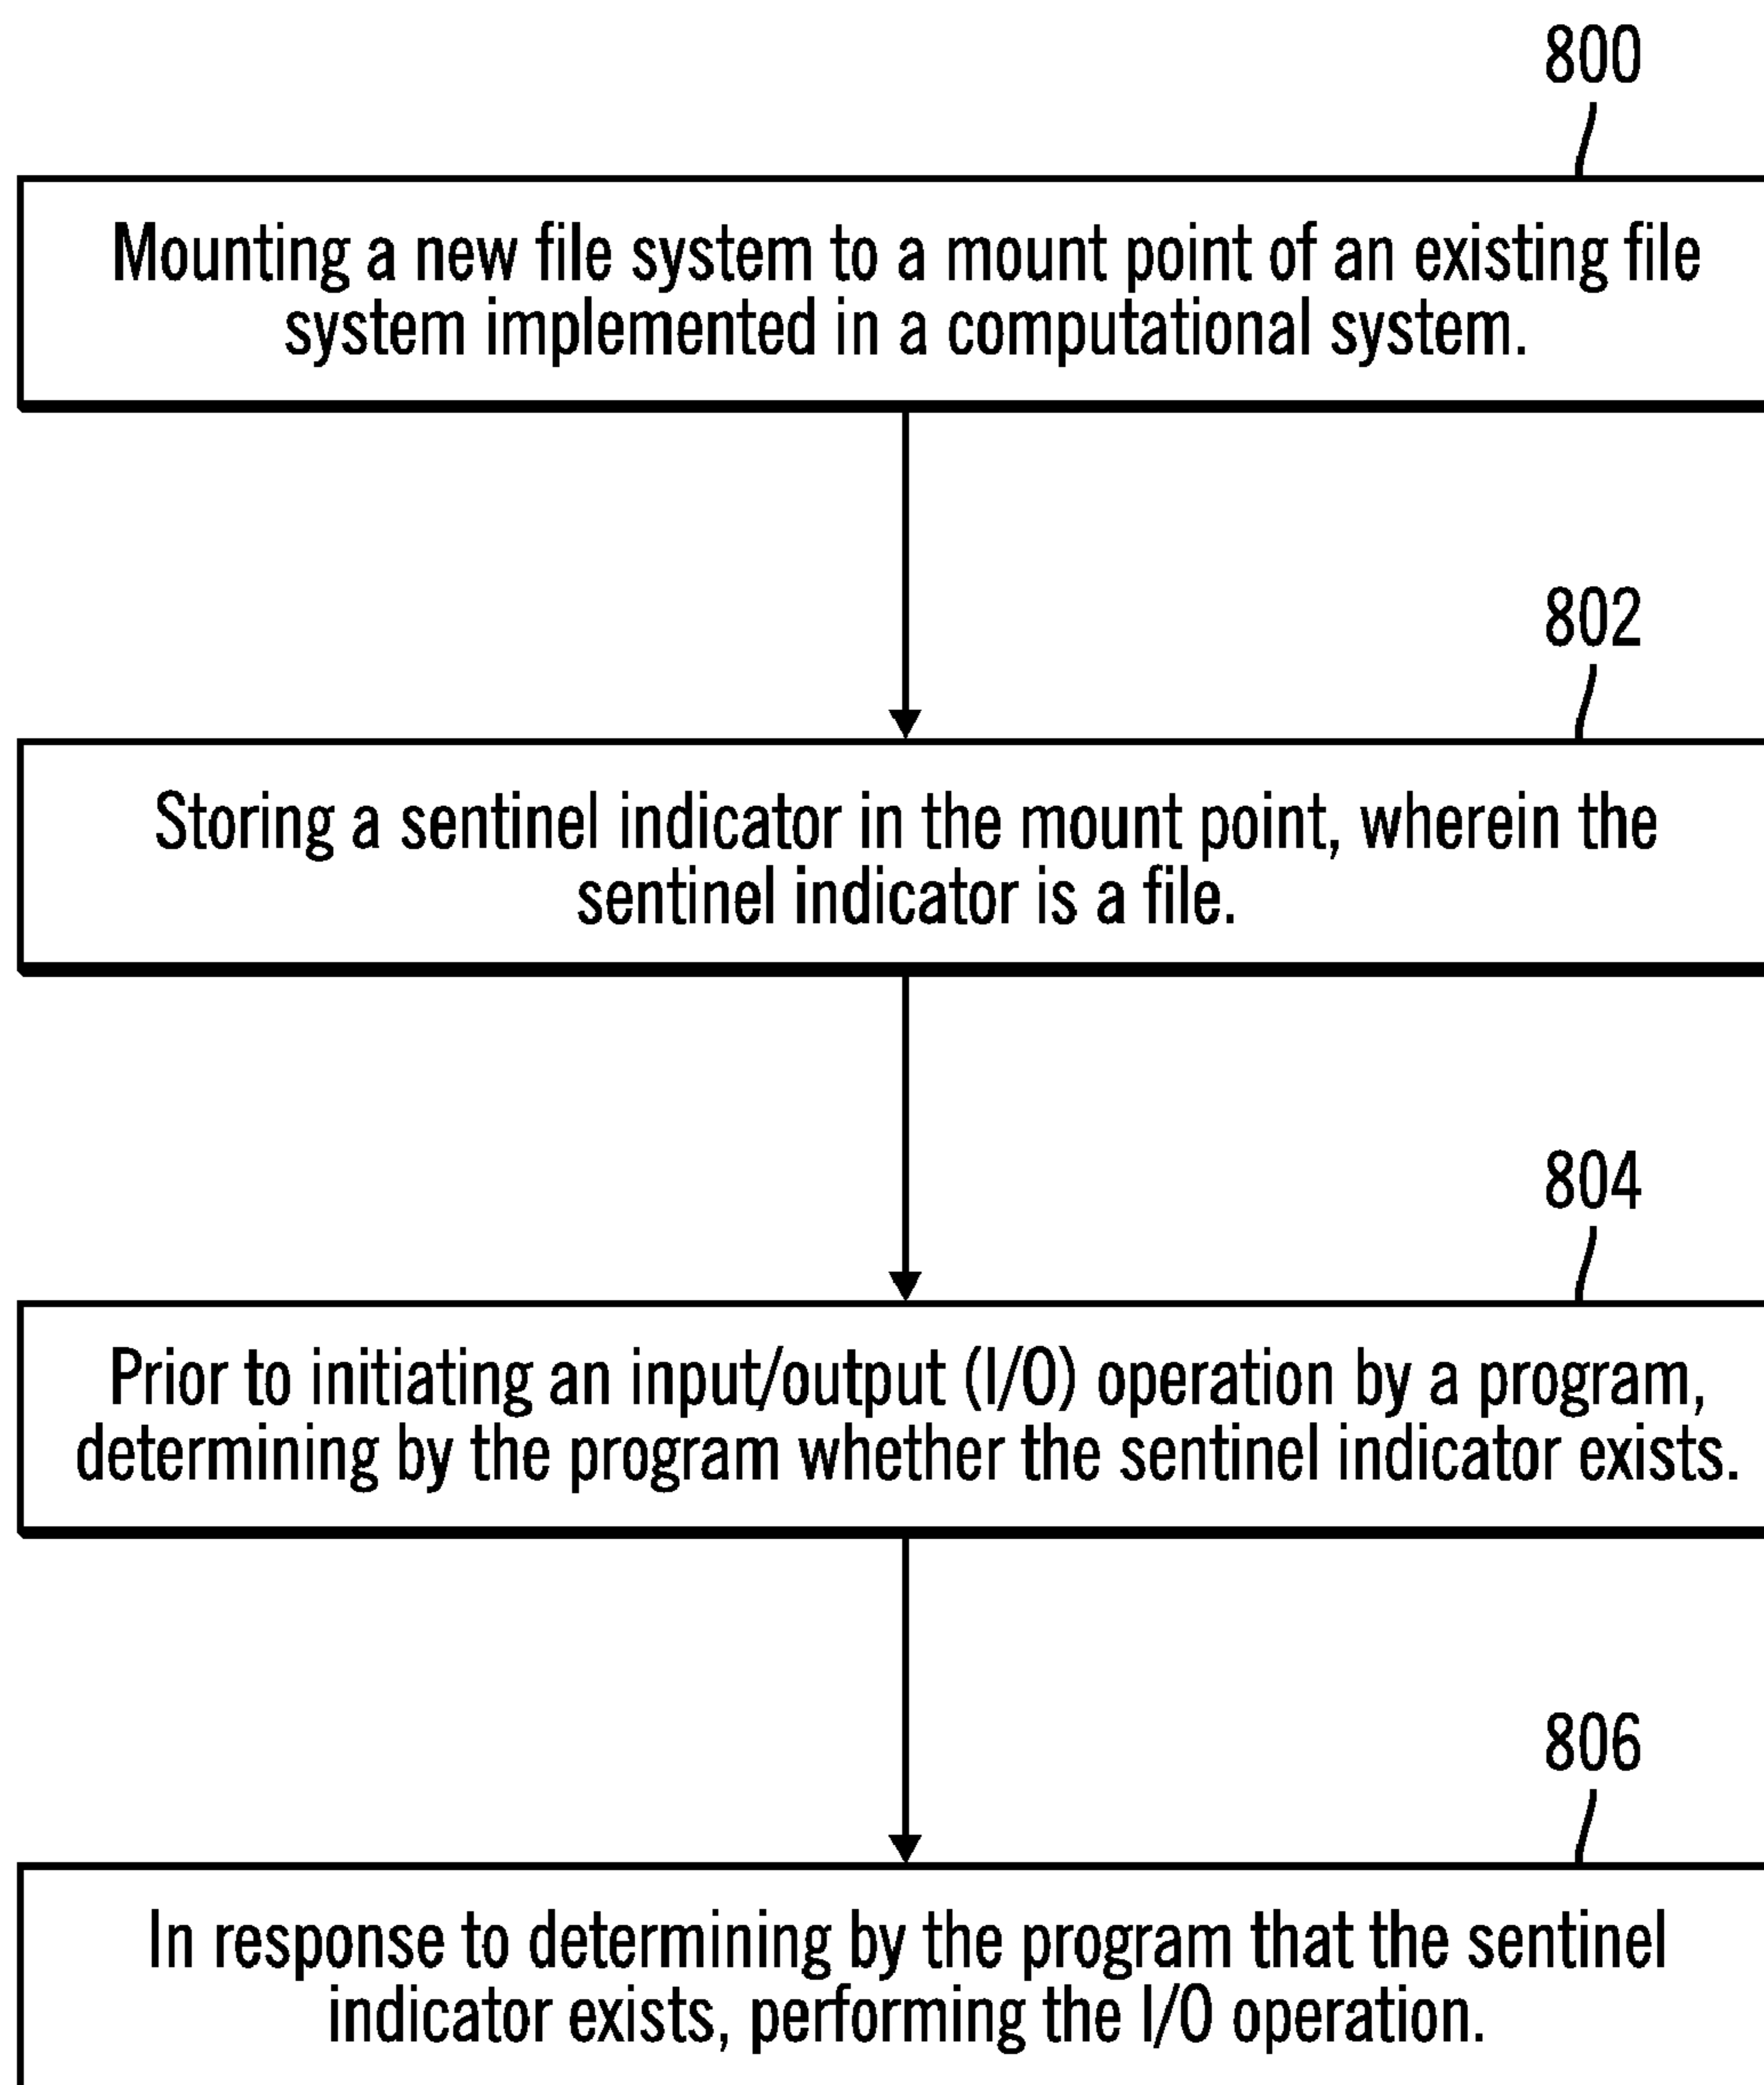 800
Mounting a new file system to a mount point of an existing file
system implemented in a computational system.
802
Storing a sentinel indicator in the mount point, wherein the
sentinel indicator is a file.
804
Prior to initiating an input/output (I/O) operation by a program,
determining by the program whether the sentinel indicator exists.
806
In response to determining by the program that the sentinel
indicator exists, performing the I/O operation.